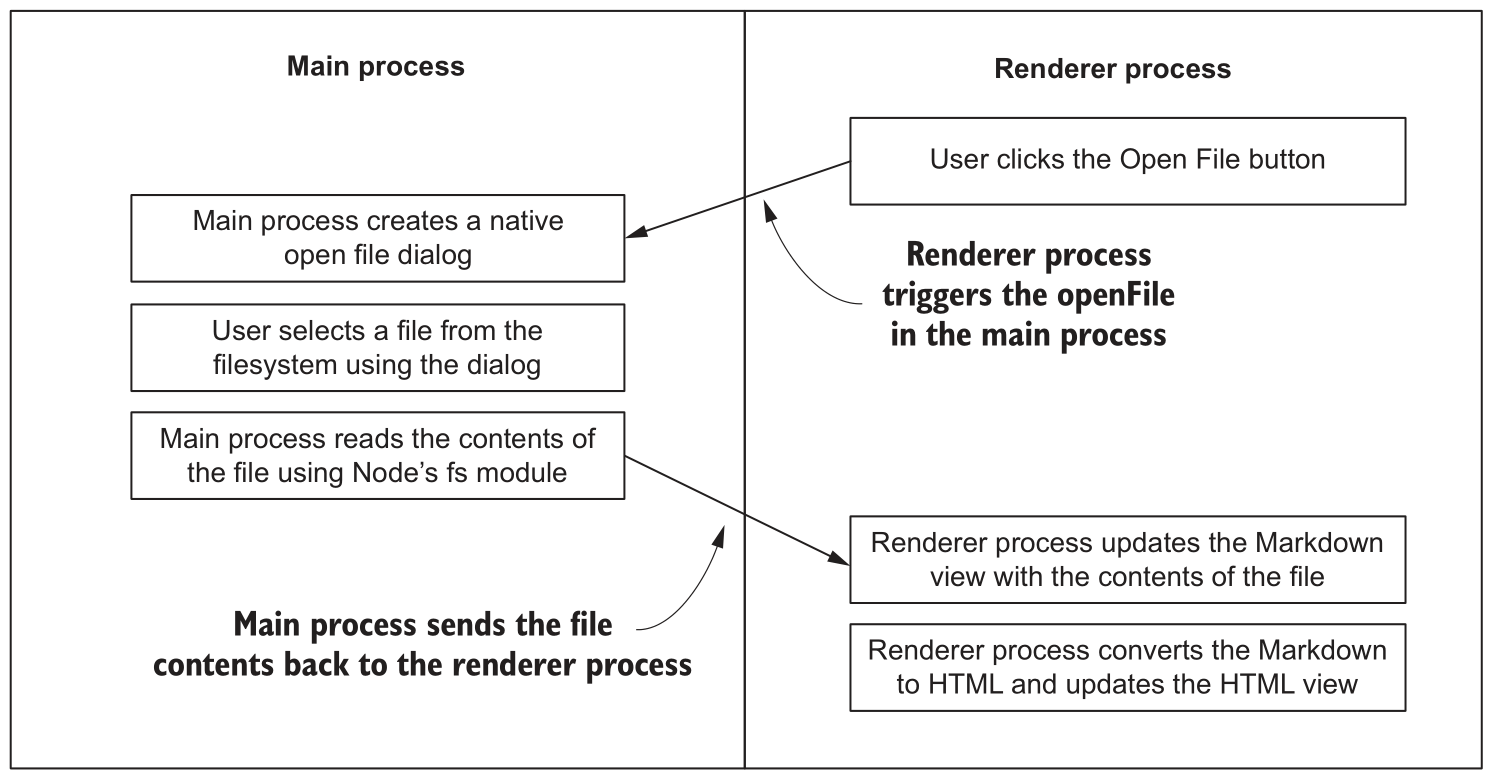 Main process
Renderer process
User clicks the Open File button
Main process creates a native
open file dialog
Renderer process
triggers the openFile
in the main process
User selects a file from the
filesystem using the dialog
Main process reads the contents of
the file using Node’s fs module
Main process sends the file
contents back to the renderer process
Renderer process updates the Markdown
view with the contents of the file
Renderer process converts the Markdown
to HTML and updates the HTML view